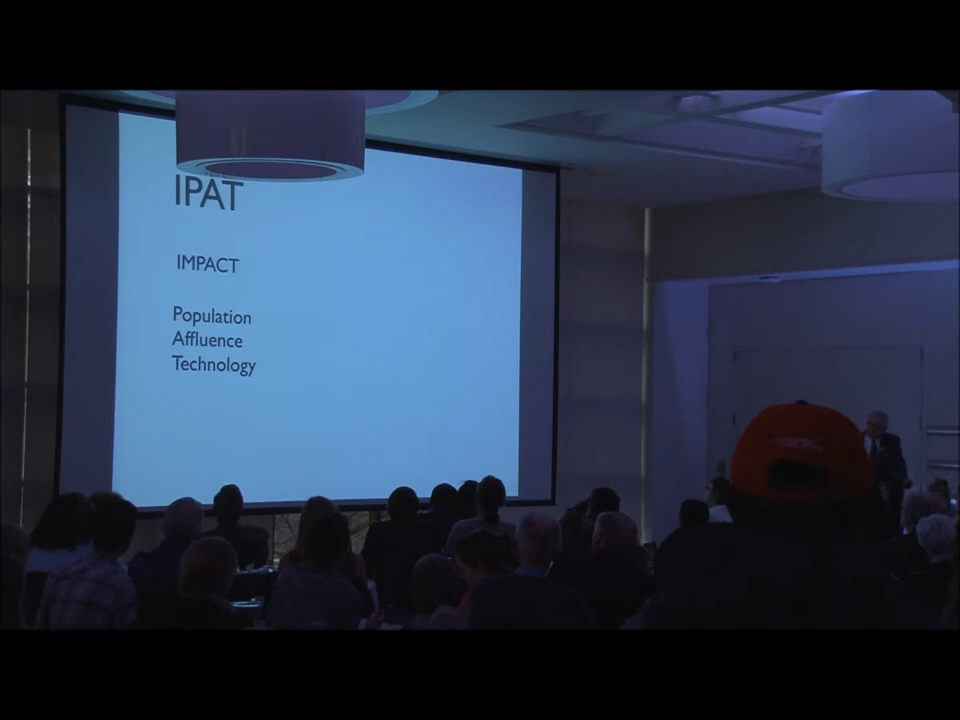 IPAT
IMPACT
Population
Affluence
Technology